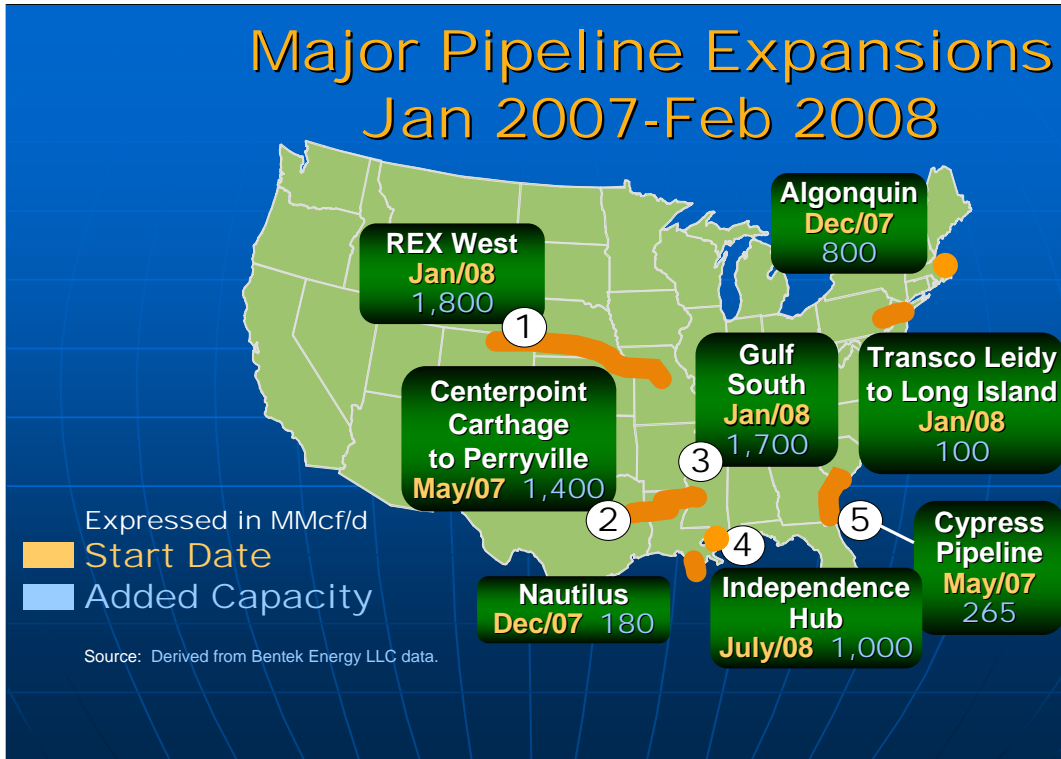 Major Pipeline Expansions
Jan 2007-Feb 2008
Algonquin
Dec/07
800
REX West
Jan/08
1,800
1
Gulf
South
Jan/08
1,700
3
Transco Leidy
to Long Island
Jan/08
100
Centerpoint
Carthage
to Perryville
May/07 1,400
2
5
Cypress
Pipeline
May/07
265
4
Independence
Hub
July/08 1,000
Nautilus
Dec/07 180
Expressed in MMcf/d
Start Date
Added Capacity
Source: Derived from Bentek Energy LLC data.